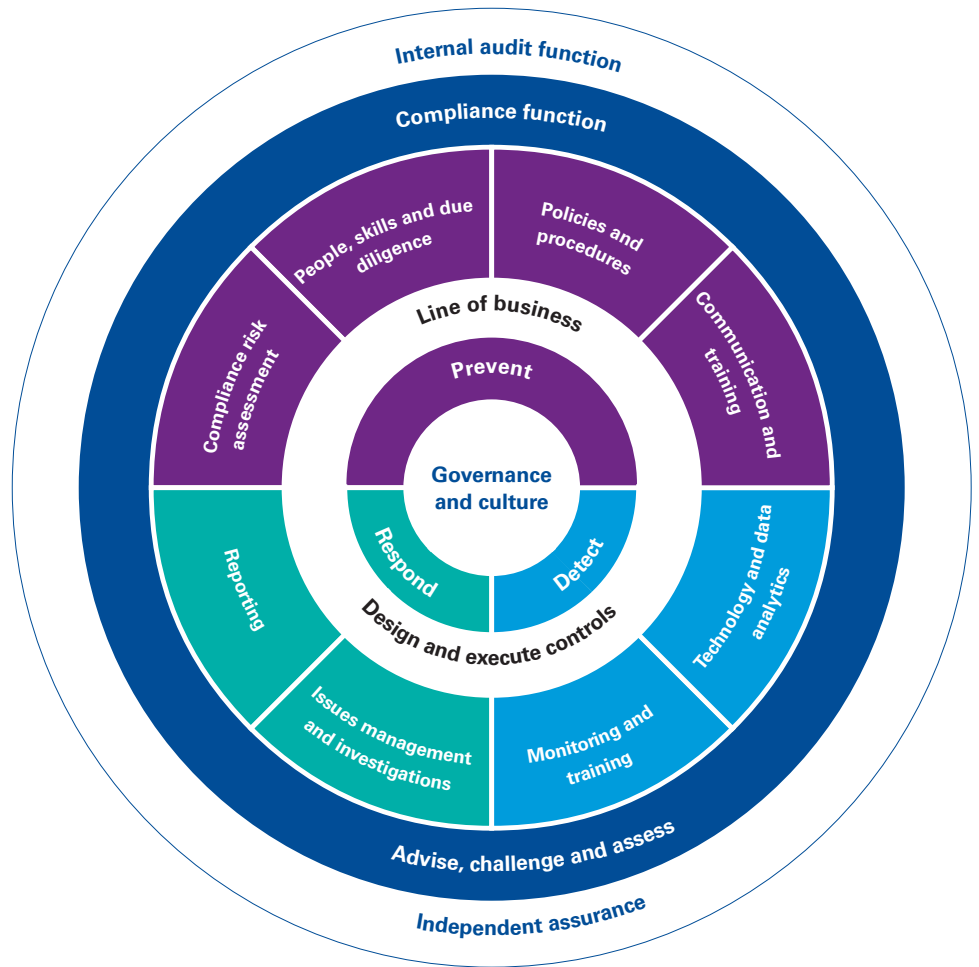 Internal audit function
Compliance function
People, skills and due
diligence
Policies and
procedures
Compliance risk
assessment
Communication and
training
Line of business
Prevent
Governance
and culture
Respond
Detect
Design and execute controls
Reporting
Technology and data
analytics
Issues management
and investigations
Monitoring and
training
Advise, challenge and assess
Independent assurance